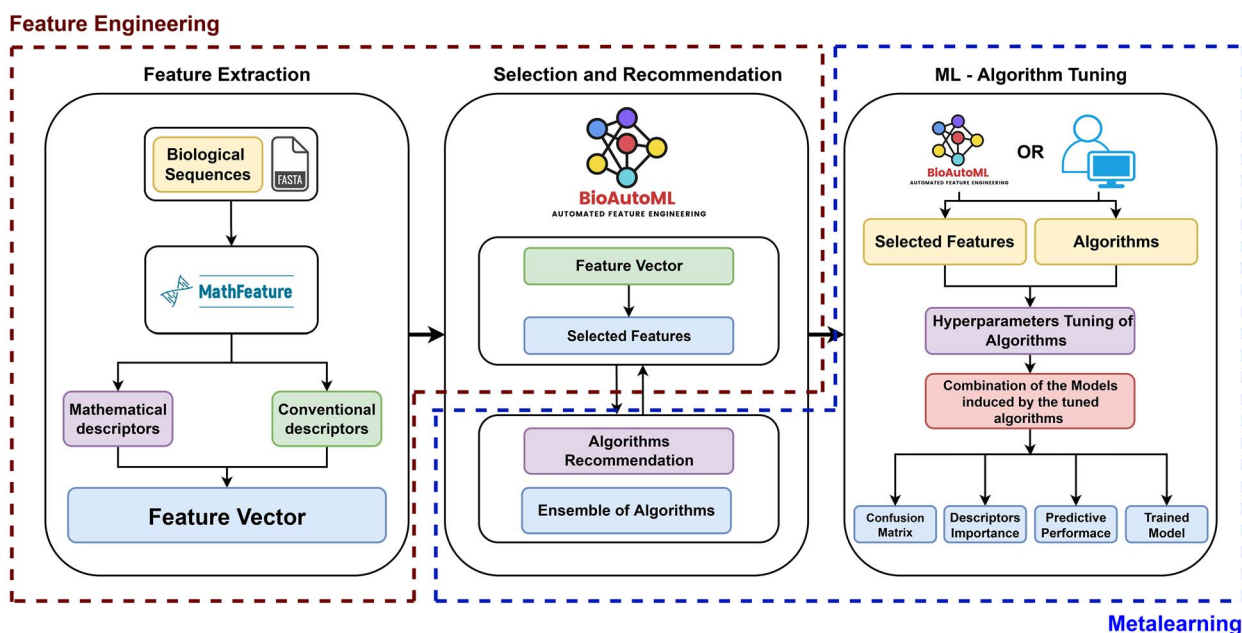 Feature Engineering
Feature Extraction
Biological
Sequences
FASTA
MathFeature
Mathematical
descriptors
Conventional
descriptors
Feature Vector
Selection and Recommendation
BioAutoML
AUTOMATED FEATURE ENGINEERING
Feature Vector
Selected Features
Algorithms
Recommendation
Ensemble of Algorithms
ML - Algorithm Tuning
BioAutoML
AUTOMATED FEATURE ENGINEERING
OR
Selected Features
Algorithms
Hyperparameters Tuning of
Algorithms
Combination of the Models
induced by the tuned
algorithms
Confusion
Matrix
Descriptors
Importance
Predictive
Performace
Trained
Model
Metalearning